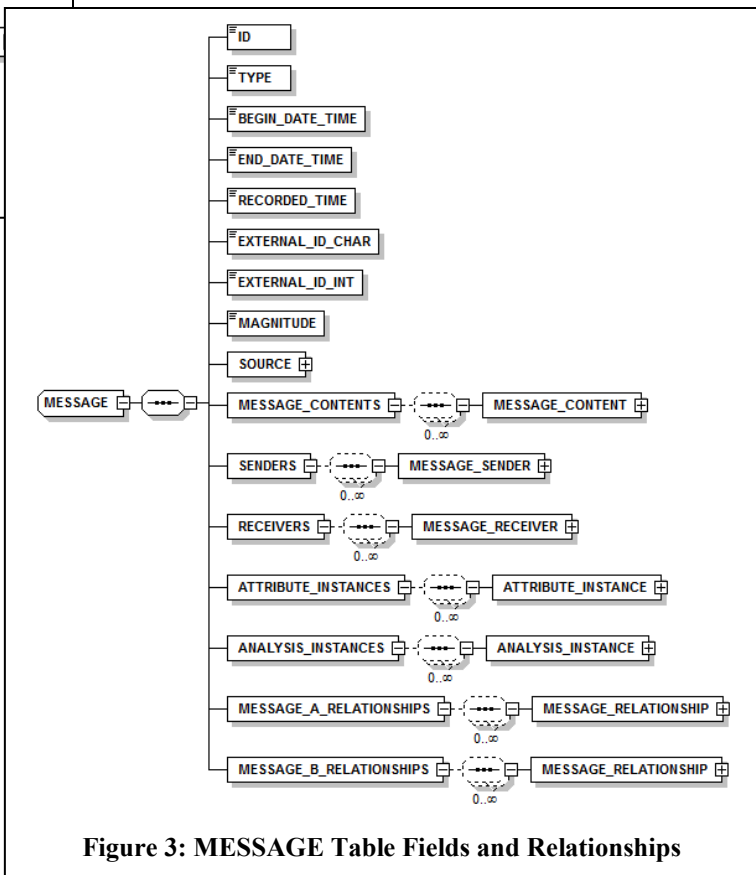 ID
TYPE
BEGIN_DATE_TIME
END_DATE_TIME
RECORDED_TIME
EXTERNAL_ID_CHAR
EXTERNAL_ID_INT
MAGNITUDE
SOURCE
MESSAGE
MESSAGE_CONTENTS MESSAGE_CONTENT
0..∞
SENDERS MESSAGE_SENDER
0..∞
RECEIVERS MESSAGE_RECEIVER
0..∞
ATTRIBUTE_INSTANCES ATTRIBUTE_INSTANCE
0..∞
ANALYSIS_INSTANCES ANALYSIS_INSTANCE
0..∞
MESSAGE_A_RELATIONSHIPS MESSAGE_RELATIONSHIP
0..∞
MESSAGE_B_RELATIONSHIPS MESSAGE_RELATIONSHIP
0..∞
Figure 3: MESSAGE Table Fields and Relationships